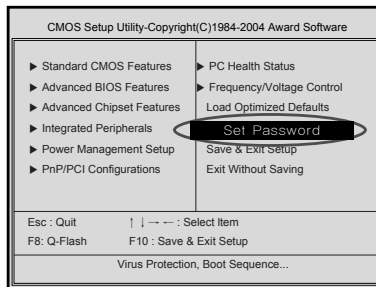 CMOS Setup Utility-Copyright(C)1984-2004 Award Software
▶ Standard CMOS Features
▶ Advanced BIOS Features
▶ Advanced Chipset Features
▶ Integrated Peripherals
▶ Power Management Setup
▶ PnP/PCI Configurations
▶ PC Health Status
▶ Frequency/Voltage Control
Load Optimized Defaults
Set Password
Save & Exit Setup
Exit Without Saving
Esc : Quit ↑ ↓ → ← : Select Item
F8: Q-Flash F10 : Save & Exit Setup
Virus Protection, Boot Sequence...